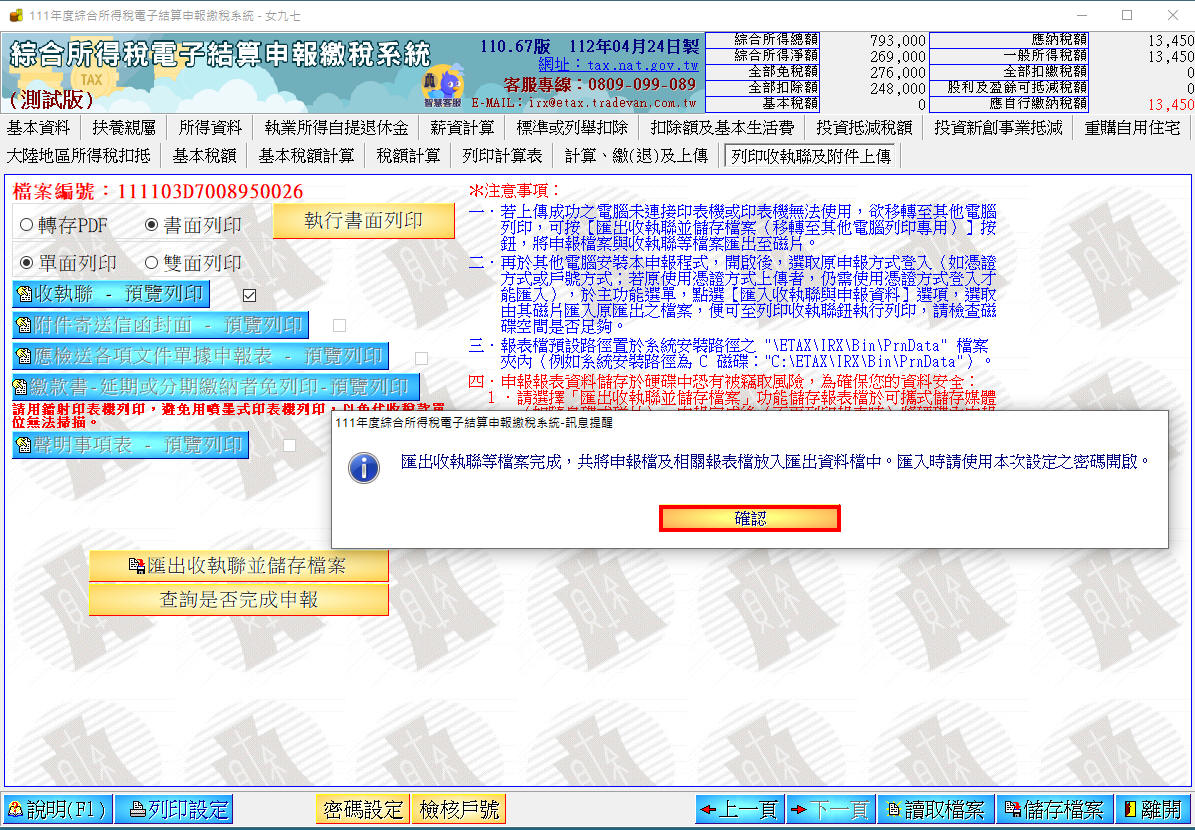 111年度綜合所得稅電子結算申報繳稅系統 - 女九七
綜合所得稅電子結算申報繳稅系統
TAX
(測試版)
110.67版 112年04月24日製
網址：tax.nat.gov.tw
客服專線：0809-099-089
E-MAIL：irx@etax.tradevan.com.tw
智慧客服
綜合所得總額 793,000 應納稅額 13,450
綜合所得淨額 269,000 一般所得稅額 13,450
全部免稅額 276,000 全部扣繳稅額 0
全部扣除額 248,000 股利及盈餘可抵減稅額 0
基本稅額 0 應自行繳納稅額 13,450
基本資料 扶養親屬 所得資料 執業所得自提退休金 薪資計算 標準或列舉扣除 扣除額及基本生活費 投資抵減稅額 投資新創事業抵減 重購自用住宅
大陸地區所得稅扣抵 基本稅額 基本稅額計算 稅額計算 列印計算表 計算、繳(退)及上傳 列印收執聯及附件上傳
檔案編號：111103D7008950026
轉存PDF 書面列印 執行書面列印
單面列印 雙面列印
收執聯 - 預覽列印
附件寄送信函封面 - 預覽列印
應檢送各項文件單據申報表 - 預覽列印
繳款書-延期或分期繳納者免列印-預覽列印
請用鐳射印表機列印，避免用噴墨式印表機列印，以免代收稅款單
位無法掃描。
聲明事項表 - 預覽列印
匯出收執聯並儲存檔案
查詢是否完成申報
※注意事項：
一．若上傳成功之電腦未連接印表機或印表機無法使用，欲移轉至其他電腦
列印，可按［匯出收執聯並儲存檔案（移轉至其他電腦列印專用）］按
鈕，將申報檔案與收執聯等檔案匯出至磁片。
二．再於其他電腦安裝本申報程式，開啟後，選取原申報方式登入（如憑證
方式或戶號方式；若原使用憑證方式上傳者，仍需使用憑證方式登入才
能匯入），於主功能選單，點選［匯入收執聯與申報資料］選項，選取
由其磁片匯入原匯出之檔案，便可至列印收執聯鈕執行列印，請檢查磁
碟空間是否足夠。
三．報表檔預設路徑置於系統安裝路徑之 "\ETAX\IRX\Bin\PrnData" 檔案
夾內（例如系統安裝路徑為 C 磁碟："C:\ETAX\IRX\Bin\PrnData"）。
四．申報報表資料儲存於硬碟中恐有被竊取風險，為確保您的資料安全：
１．請選擇「匯出收執聯並儲存檔案」功能儲存報表檔於可攜式儲存媒體
111年度綜合所得稅電子結算申報繳稅系統-訊息提醒
匯出收執聯等檔案完成，共將申報檔及相關報表檔放入匯出資料檔中。匯入時請使用本次設定之密碼開啟。
確認
說明(F1) 列印設定 密碼設定 檢核戶號 上一頁 下一頁 讀取檔案 儲存檔案 離開